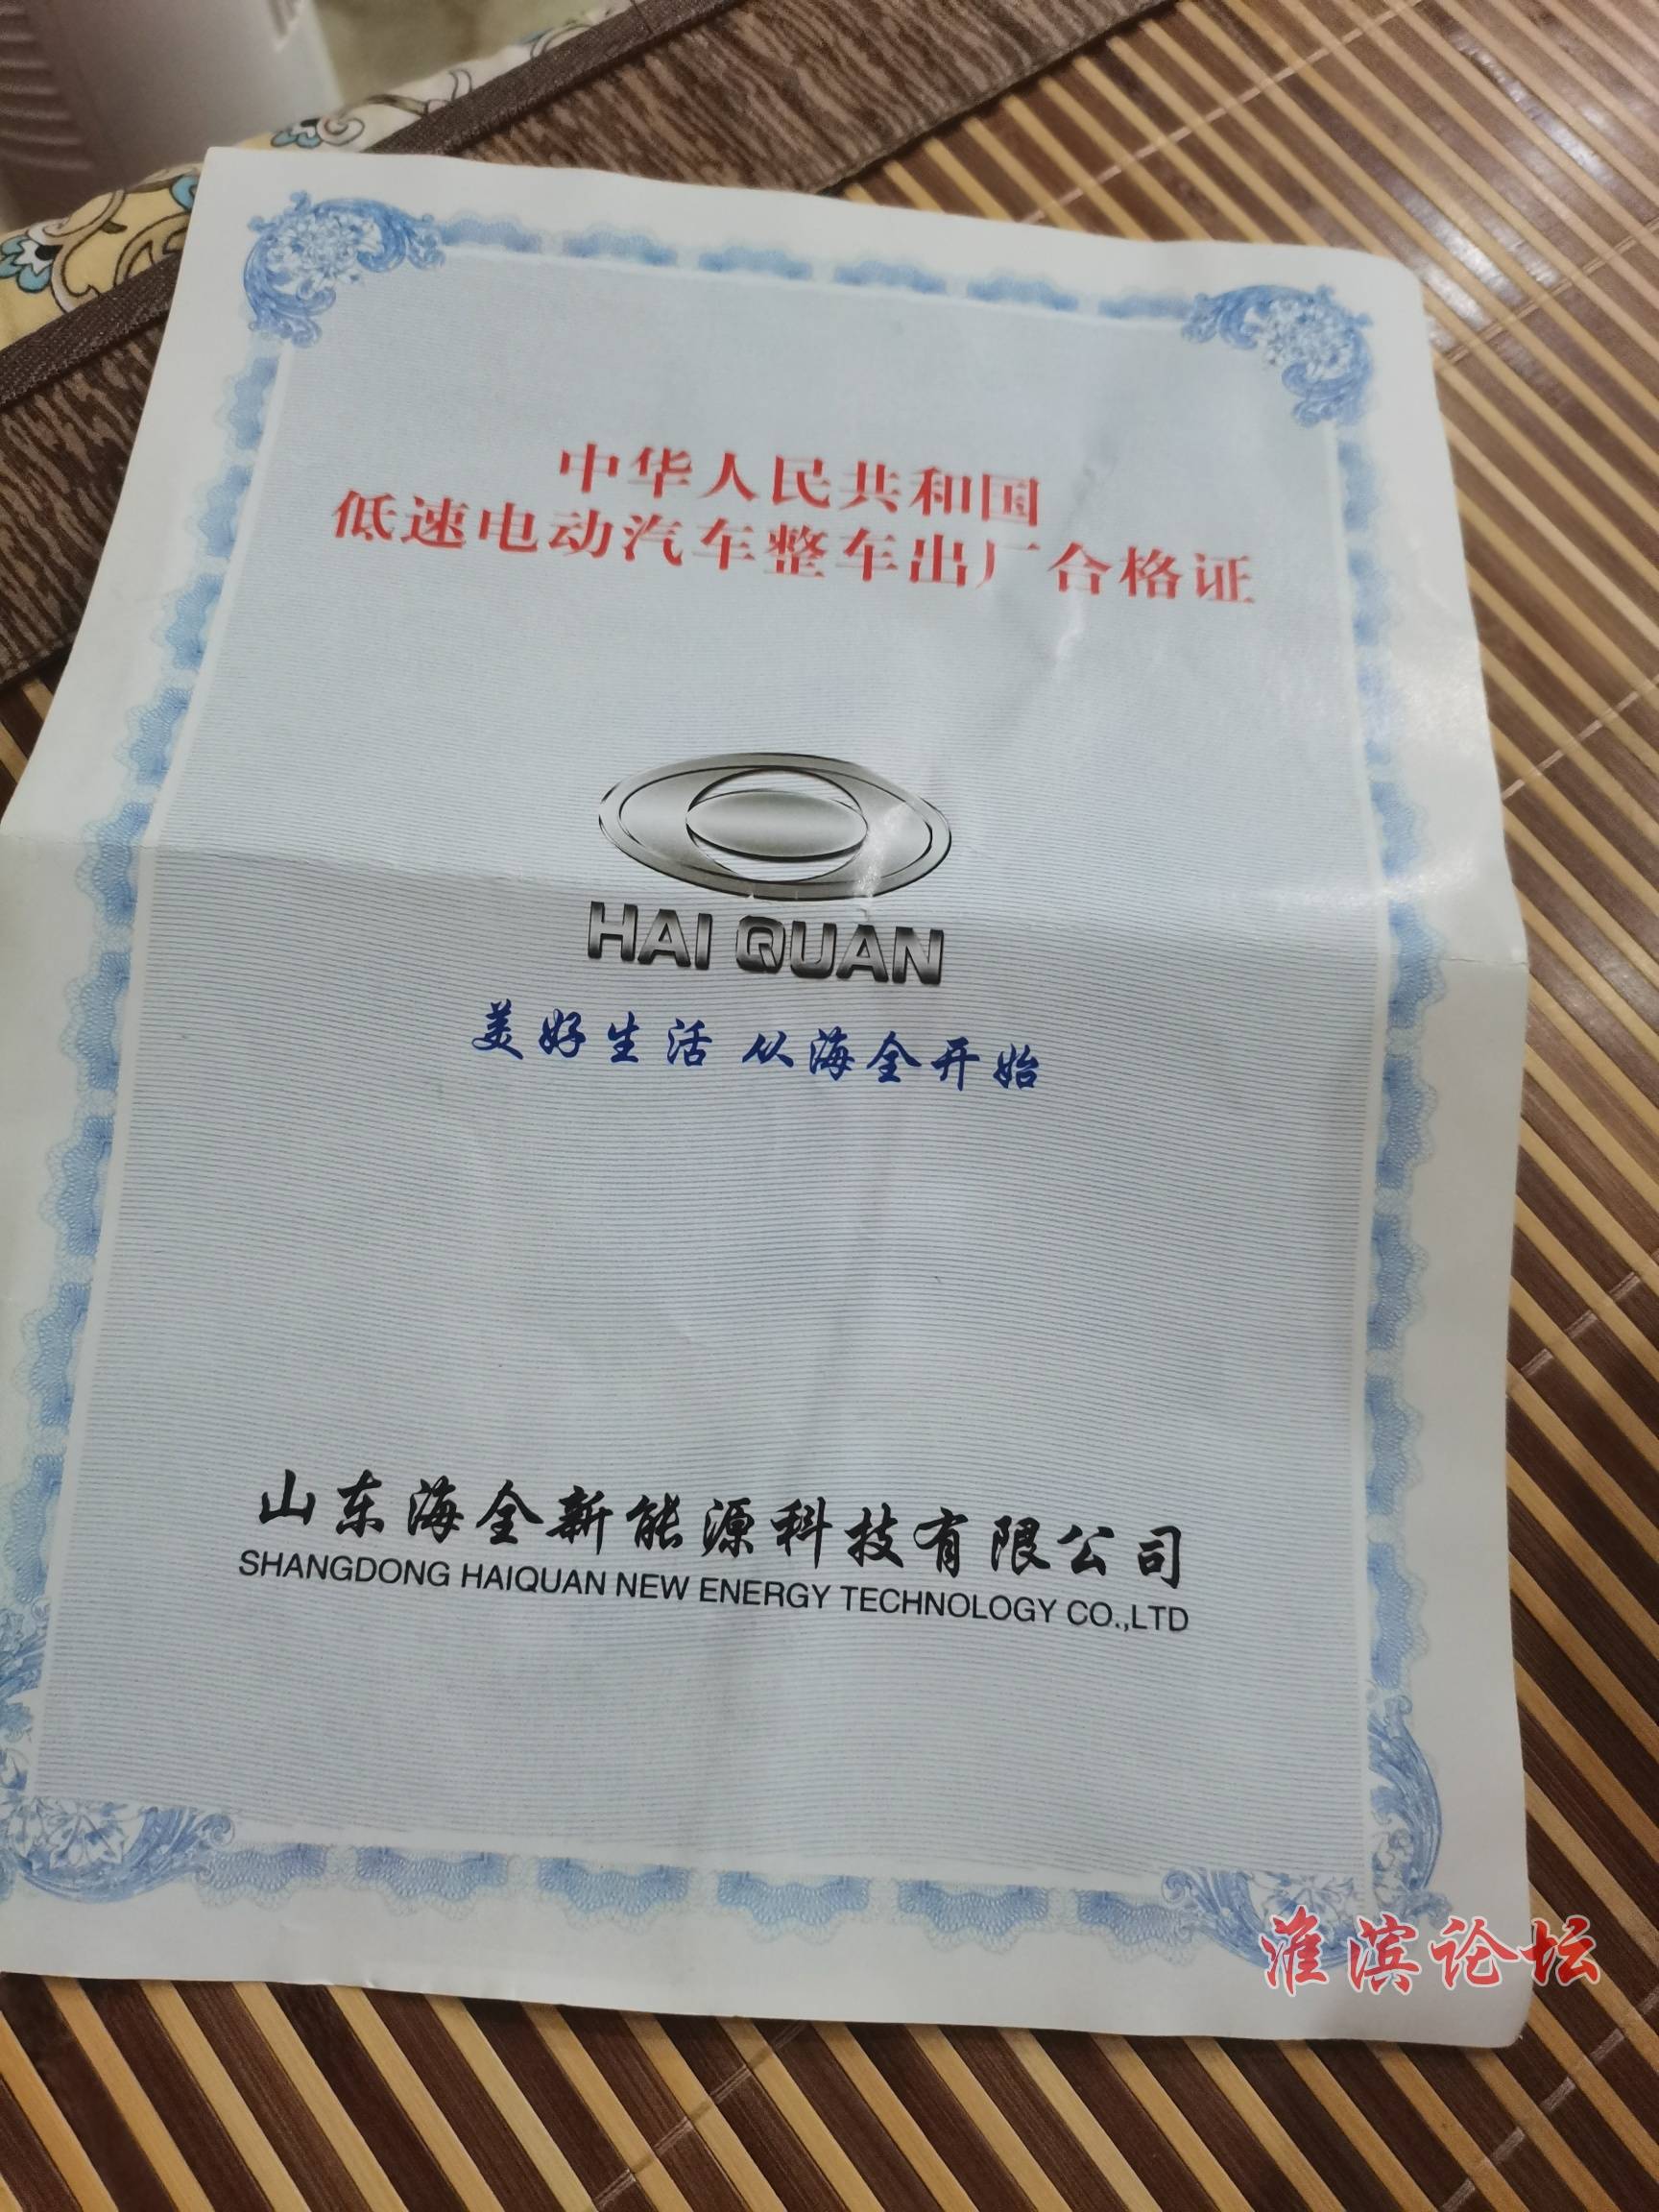 中华人民共和国
低速电动汽车整车出厂合格证
HAI QUAN
美好生活 从海全开始
山东海全新能源科技有限公司
SHANGDONG HAIQUAN NEW ENERGY TECHNOLOGY CO.,LTD
淮滨论坛